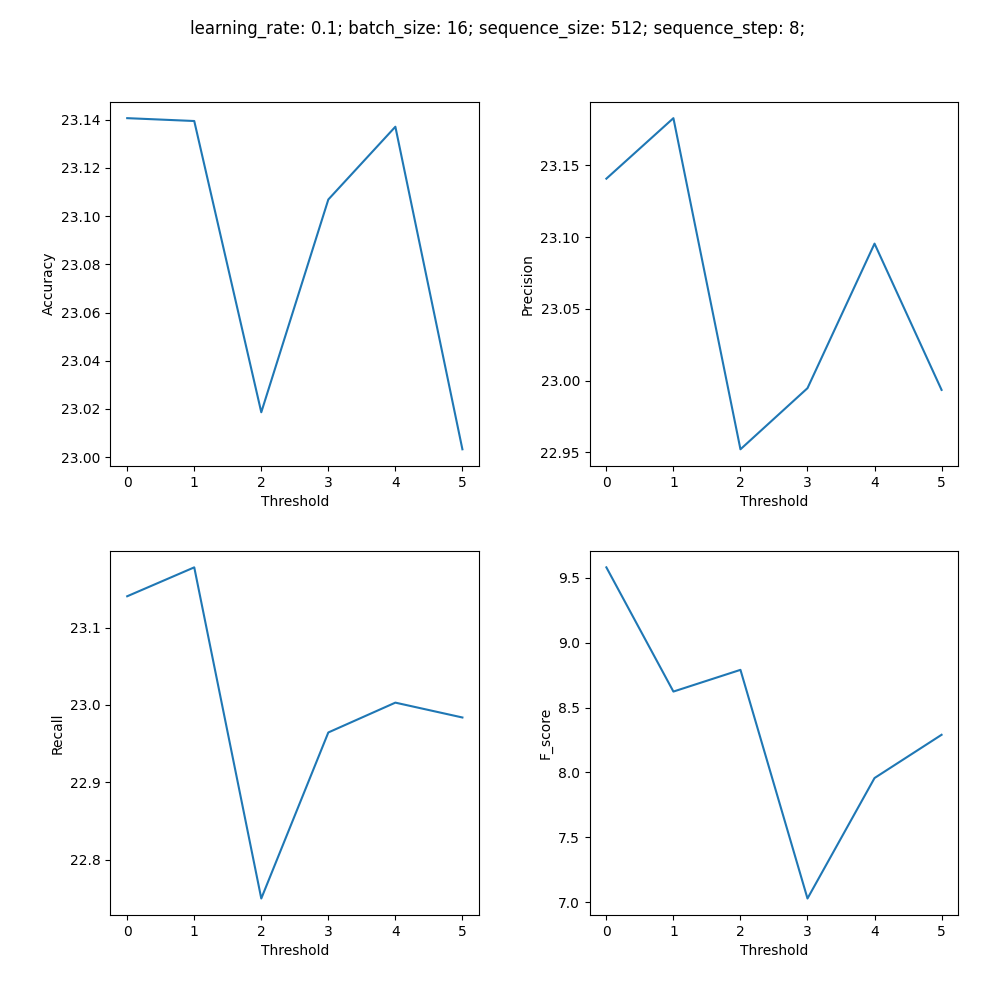 learning_rate: 0.1; batch_size: 16; sequence_size: 512; sequence_step: 8;
23.14
23.12
23.10
23.08
23.06
23.04
23.02
23.00
Accuracy
0 1 2 3 4 5
Threshold
23.15
23.10
23.05
23.00
22.95
Precision
0 1 2 3 4 5
Threshold
23.1
23.0
22.9
22.8
Recall
0 1 2 3 4 5
Threshold
9.5
9.0
8.5
8.0
7.5
7.0
F_score
0 1 2 3 4 5
Threshold